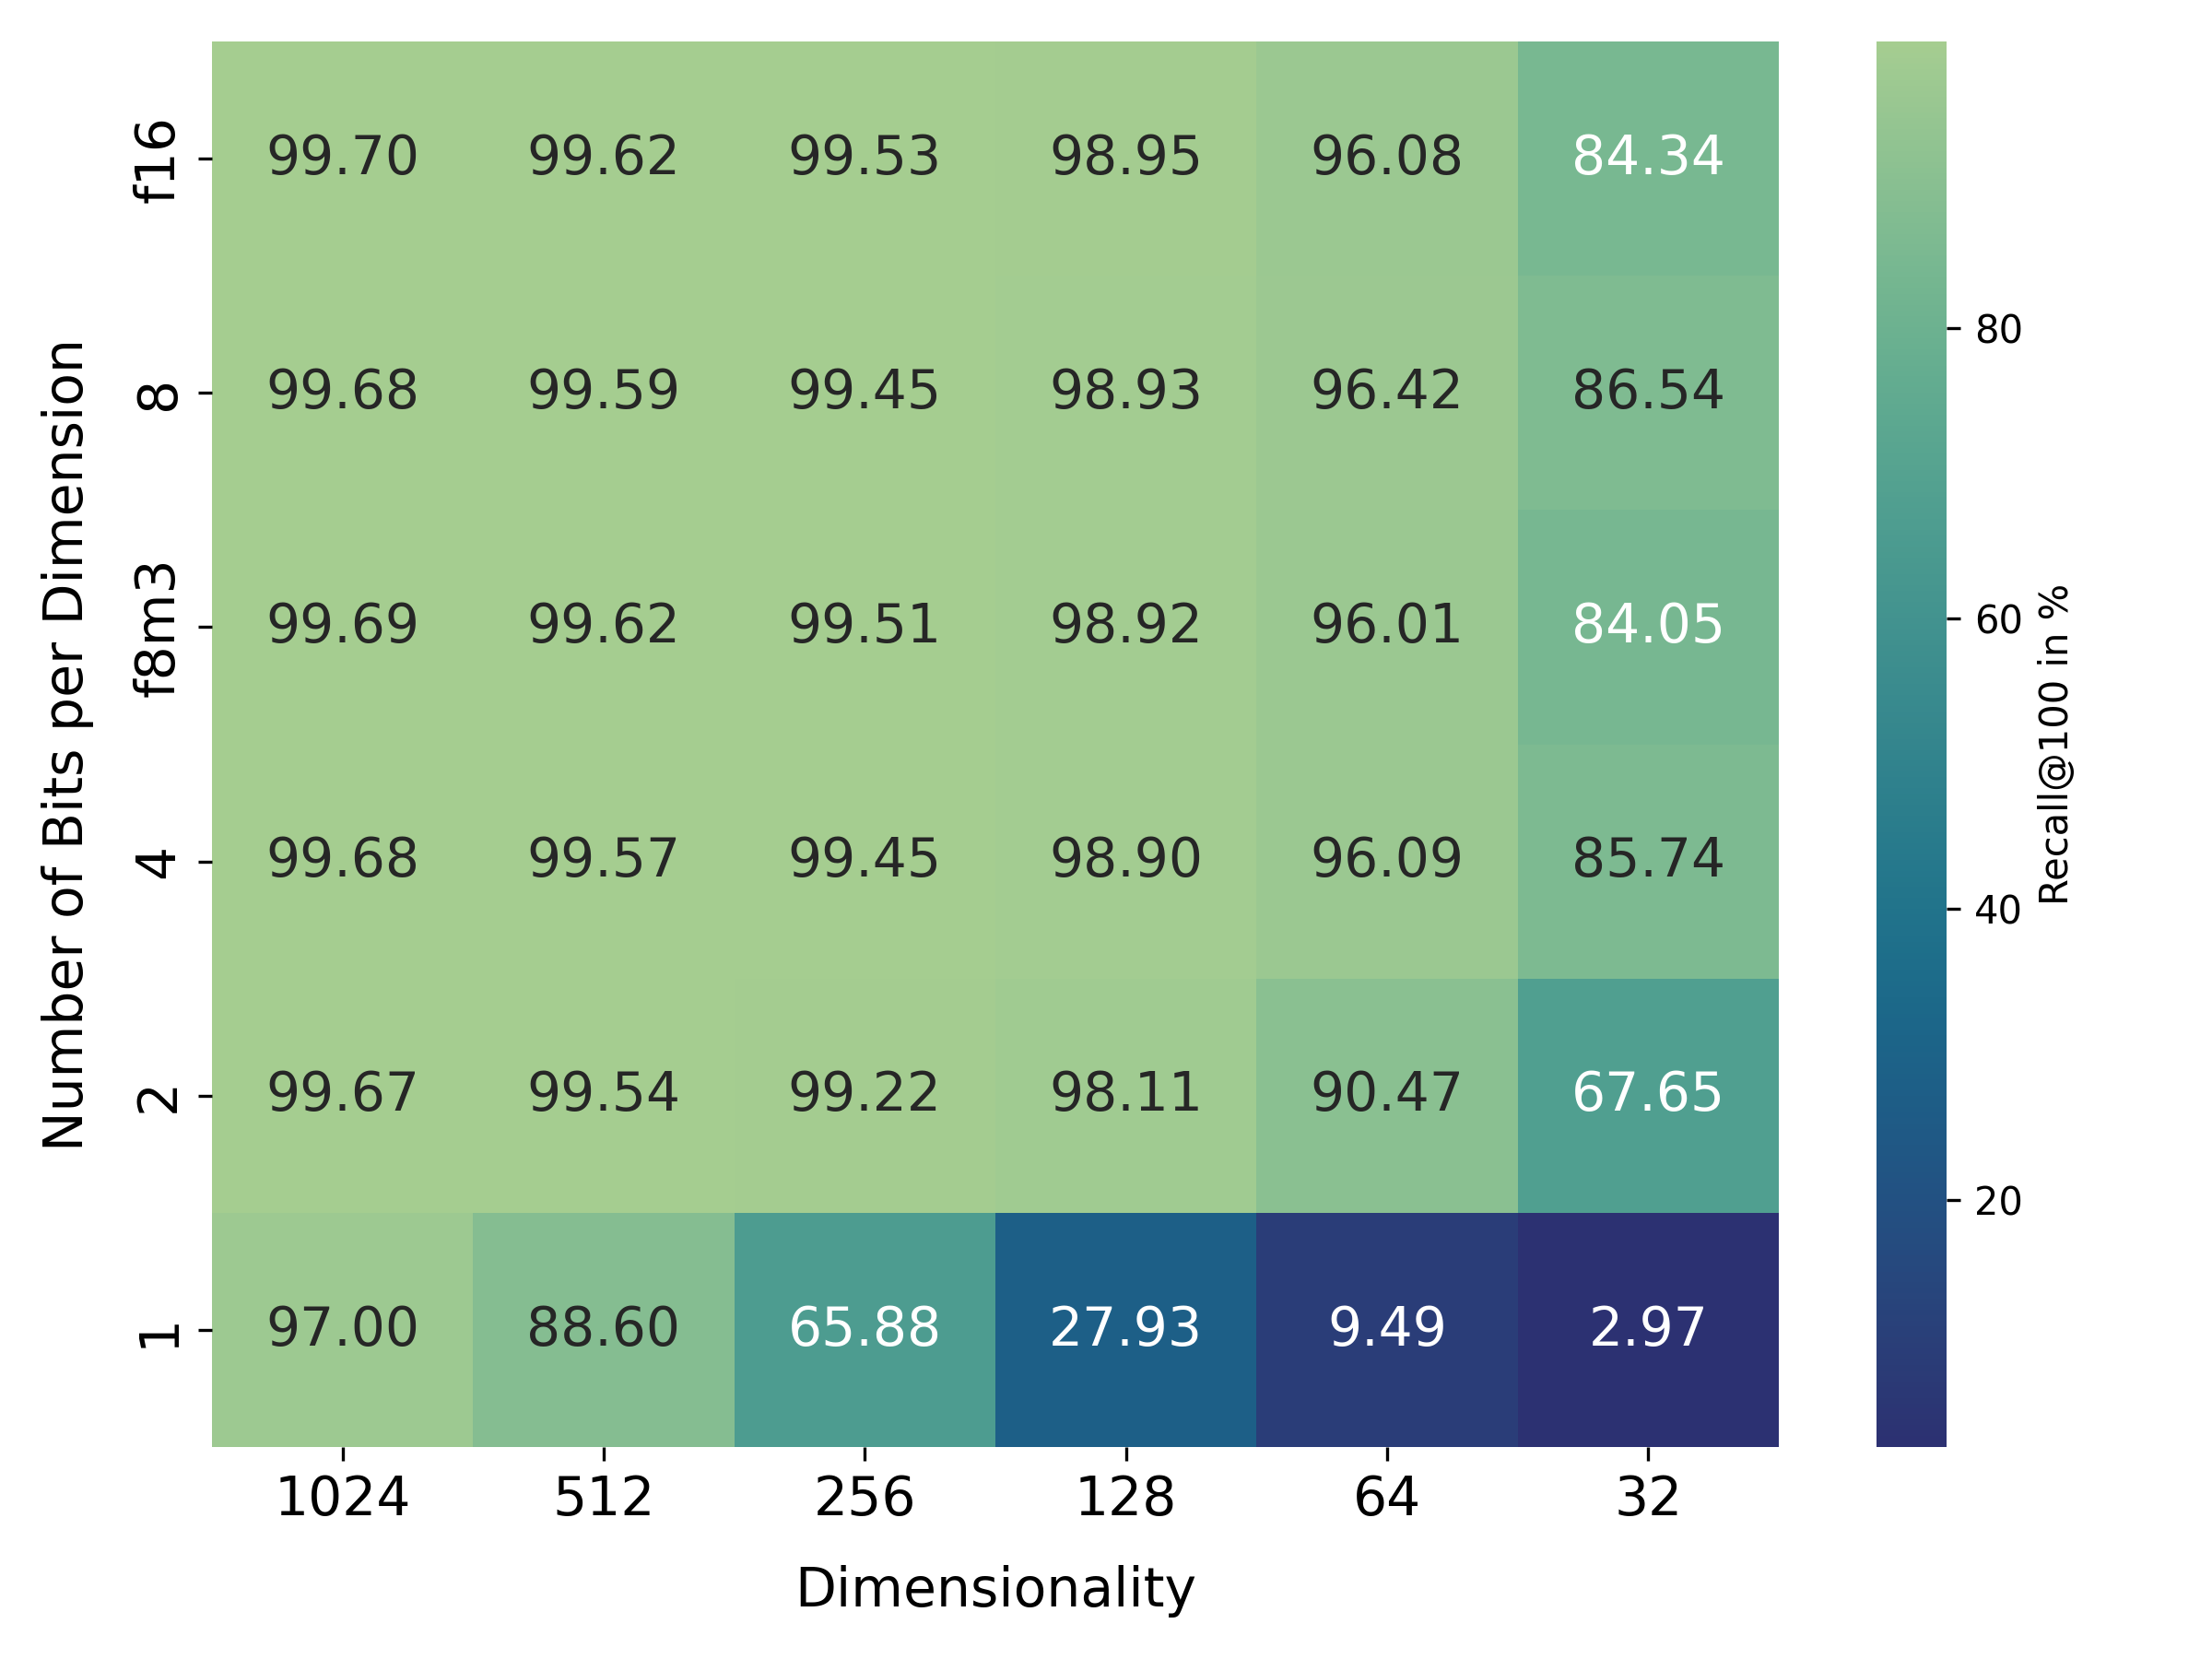 Number of Bits per Dimension
f16 99.70 99.62 99.53 98.95 96.08 84.34
8 99.68 99.59 99.45 98.93 96.42 86.54
f8m3 99.69 99.62 99.51 98.92 96.01 84.05
4 99.68 99.57 99.45 98.90 96.09 85.74
2 99.67 99.54 99.22 98.11 90.47 67.65
1 97.00 88.60 65.88 27.93 9.49 2.97
1024 512 256 128 64 32
Dimensionality
80
60
40
20
Recall@100 in %